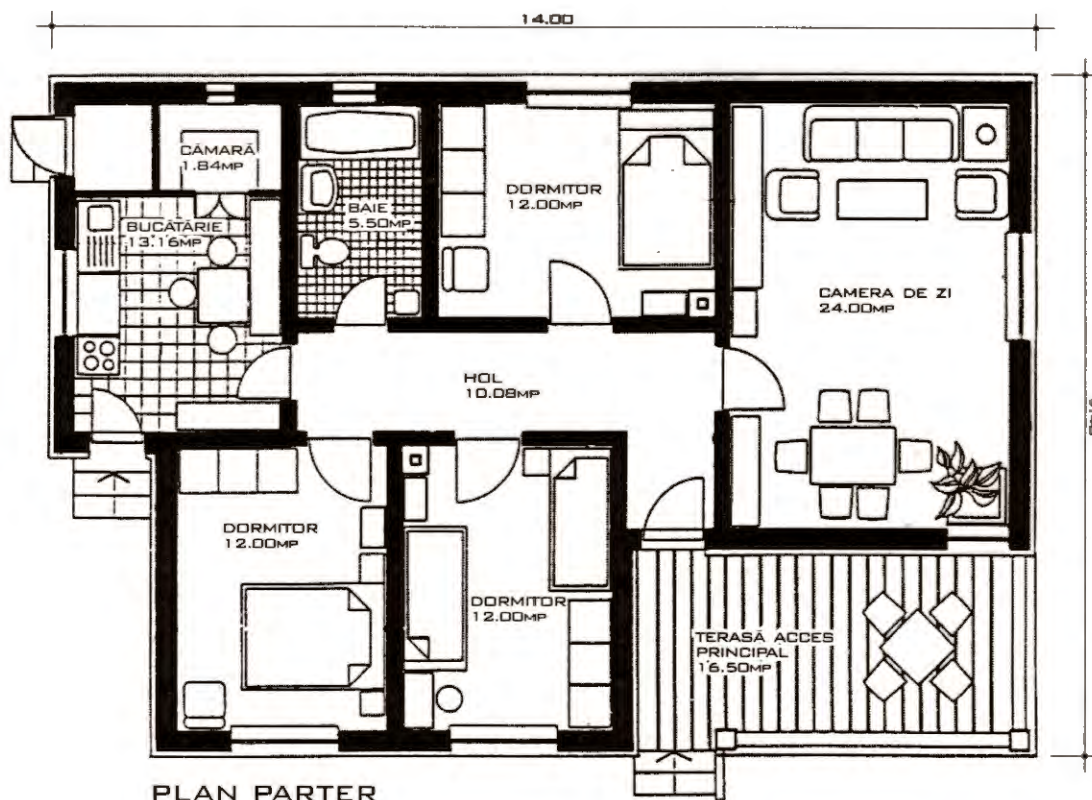 14.00
CĂMARĂ
1.84MP
BUCĂTĂRIE
13.16MP
BAIE
5.50MP
DORMITOR
12.00MP
CAMERA DE ZI
24.00MP
HOL
10.08MP
DORMITOR
12.00MP
DORMITOR
12.00MP
TERASĂ ACCES
PRINCIPAL
16.50MP
PLAN PARTER